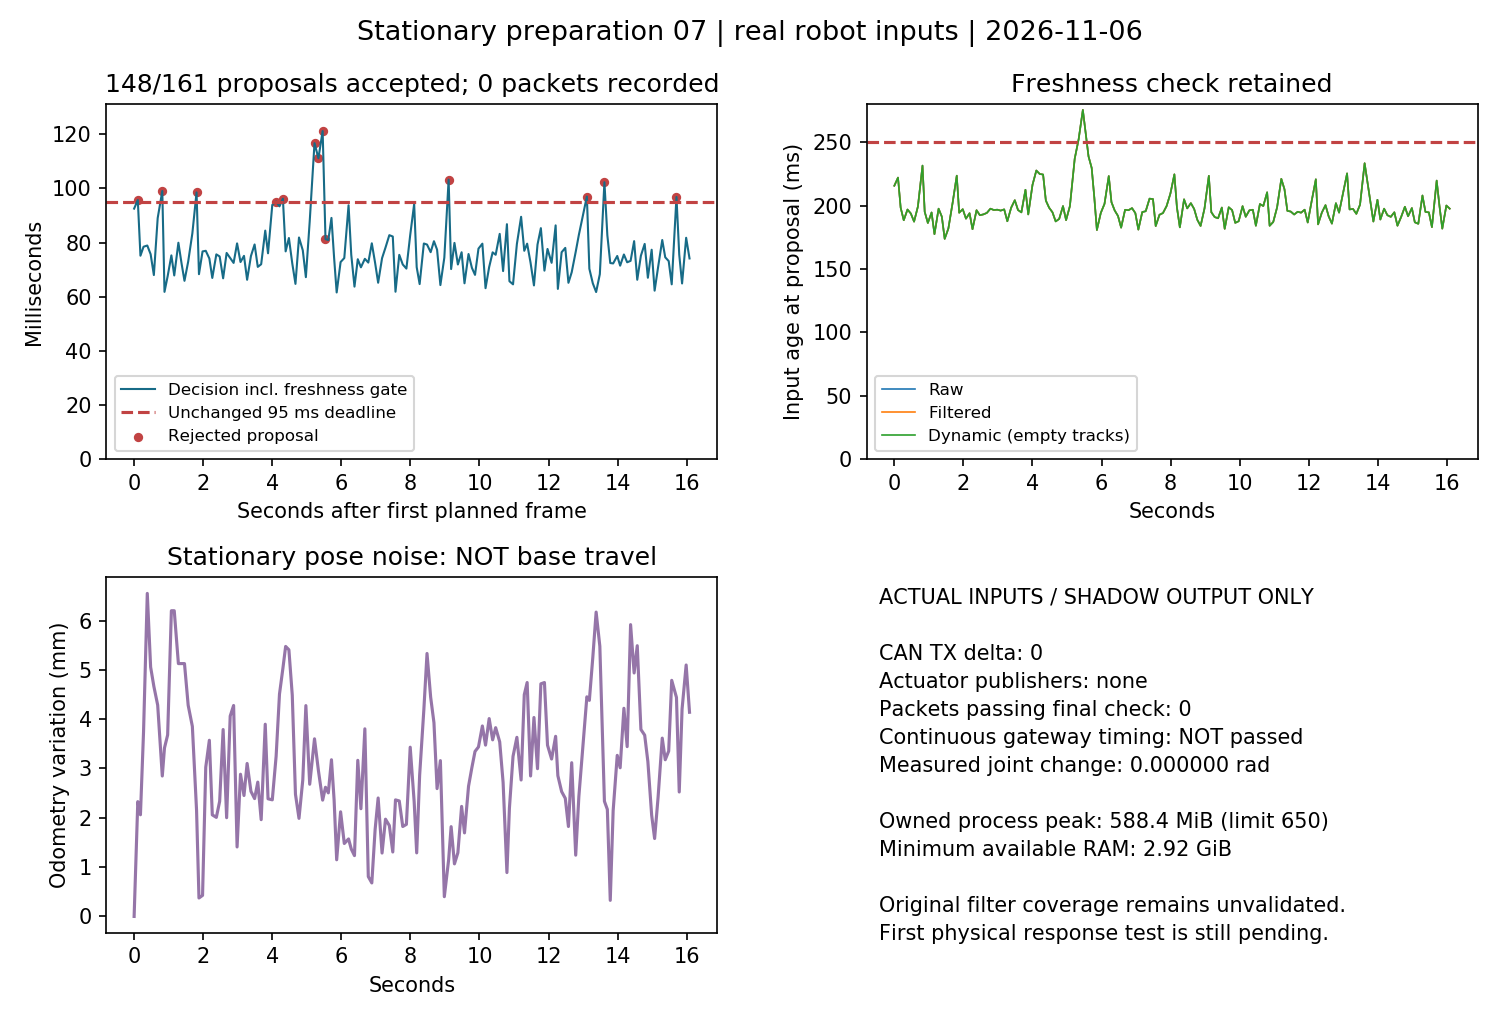 Stationary preparation 07 | real robot inputs | 2026-11-06
148/161 proposals accepted; 0 packets recorded
Milliseconds
120
100
80
60
40
20
0
Decision incl. freshness gate
Unchanged 95 ms deadline
Rejected proposal
0 2 4 6 8 10 12 14 16
Seconds after first planned frame
Freshness check retained
Input age at proposal (ms)
250
200
150
100
50
0
Raw
Filtered
Dynamic (empty tracks)
0 2 4 6 8 10 12 14 16
Seconds
Stationary pose noise: NOT base travel
Odometry variation (mm)
6
5
4
3
2
1
0
0 2 4 6 8 10 12 14 16
Seconds
ACTUAL INPUTS / SHADOW OUTPUT ONLY
CAN TX delta: 0
Actuator publishers: none
Packets passing final check: 0
Continuous gateway timing: NOT passed
Measured joint change: 0.000000 rad
Owned process peak: 588.4 MiB (limit 650)
Minimum available RAM: 2.92 GiB
Original filter coverage remains unvalidated.
First physical response test is still pending.